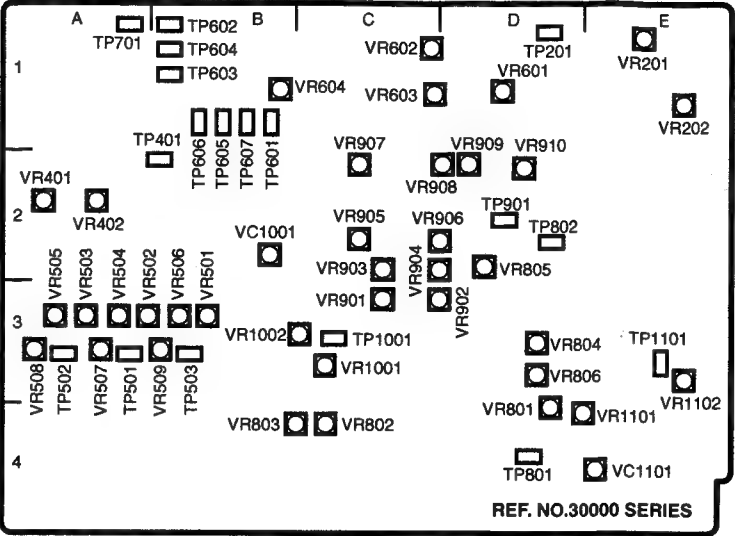 A B C D E
TP701 TP602 VR602 TP201 VR201
TP604
1 TP603 VR604 VR603 VR601 VR202
TP401 TP606 TP605 TP607 TP601 VR907 VR909 VR910
VR908
VR401 VR402
2 VC1001 VR905 VR906 TP901 TP802
VR903 VR904 VR805
VR505 VR503 VR504 VR502 VR506 VR501
VR901 VR902
3 VR1002 TP1001 VR804 TP1101
VR1001 VR806 VR1102
VR508 TP502 VR507 TP501 VR509 TP503
VR801 VR1101
VR803 VR802
4 TP801 VC1101
REF. NO.30000 SERIES